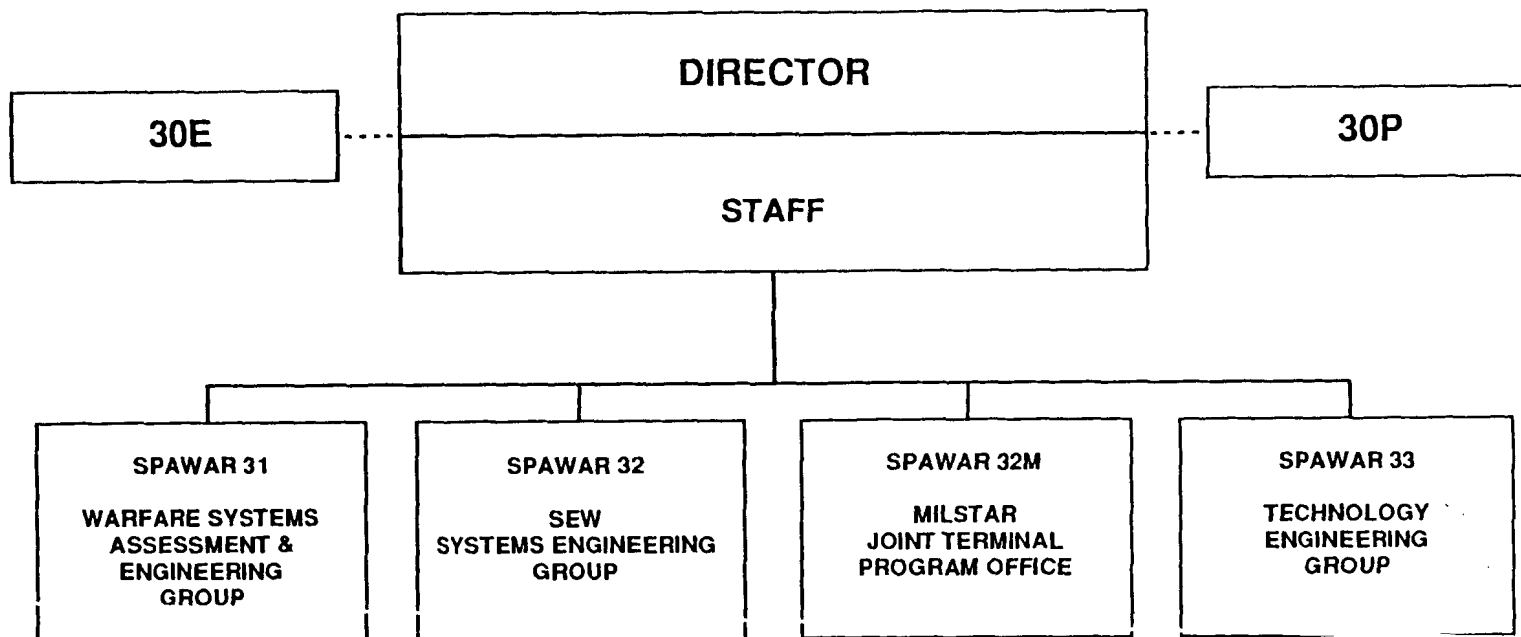 DIRECTOR
30E
30P
STAFF
SPAWAR 31
WARFARE SYSTEMS
ASSESSMENT &
ENGINEERING
GROUP
SPAWAR 32
SEW
SYSTEMS ENGINEERING
GROUP
SPAWAR 32M
MILSTAR
JOINT TERMINAL
PROGRAM OFFICE
SPAWAR 33
TECHNOLOGY
ENGINEERING
GROUP